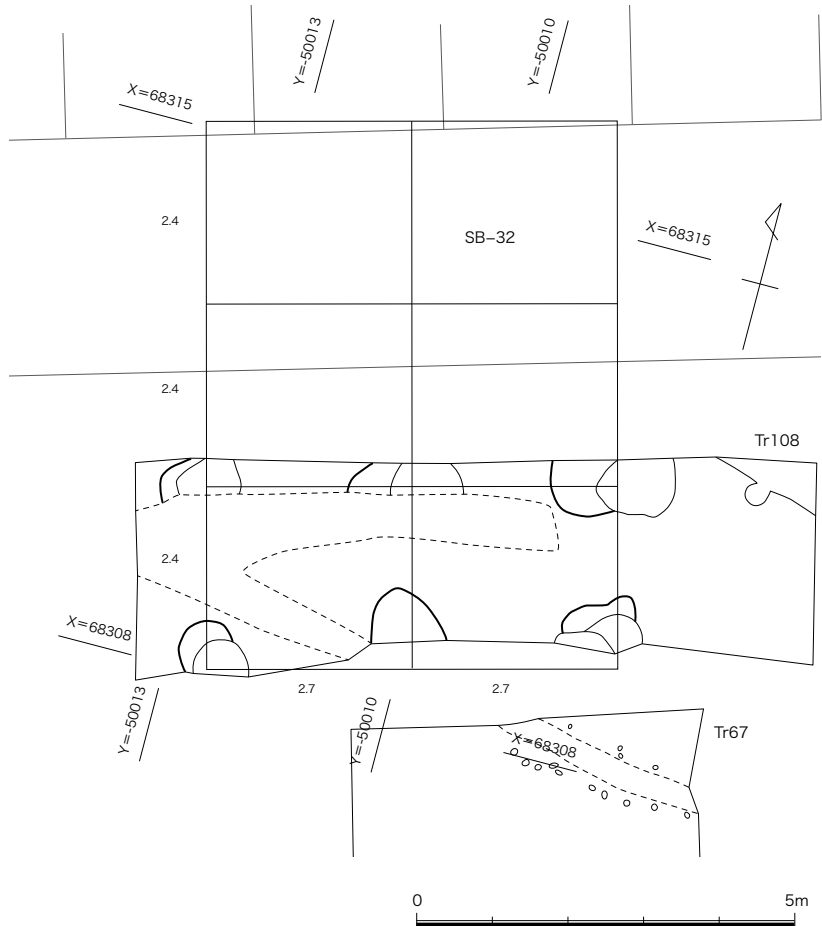 Y=-50013
Y=-50010
X=68315
2.4
SB-32
X=68315
2.4
Tr108
2.4
X=68308
2.7
2.7
Y=-50013
Y=-50010
Tr67
X=68308
0
5m